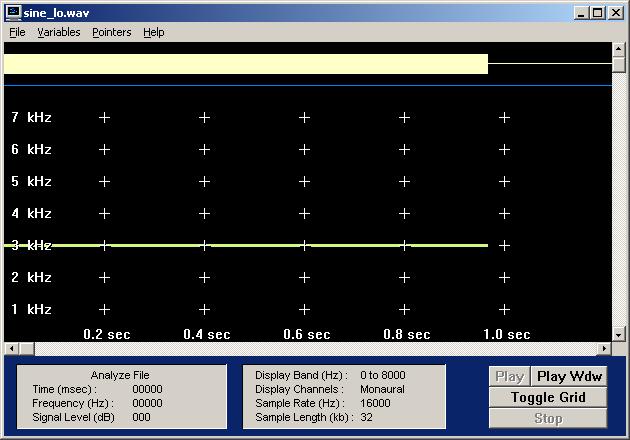 sine_lo.wav
File Variables Pointers Help
7 kHz
6 kHz
5 kHz
4 kHz
3 kHz
2 kHz
1 kHz
0.2 sec 0.4 sec 0.6 sec 0.8 sec 1.0 sec
Analyze File
Time (msec) : 00000
Frequency (Hz) : 00000
Signal Level (dB) 000
Display Band (Hz) : 0 to 8000
Display Channels : Monaural
Sample Rate (Hz) : 16000
Sample Length (kb) : 32
Play Play Wdw
Toggle Grid
Stop